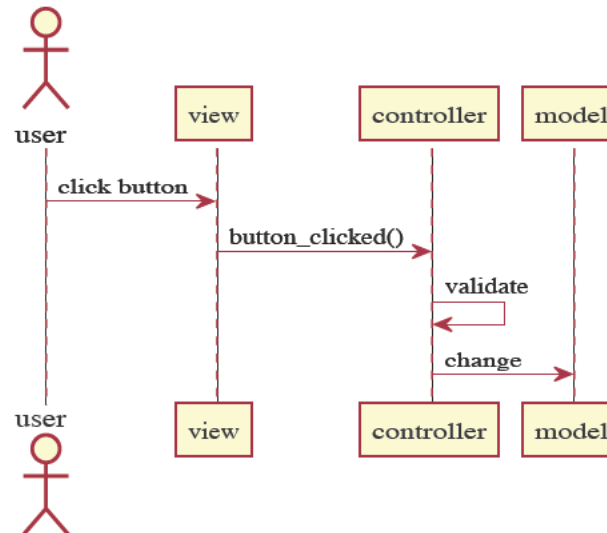 user
view
controller
model
click button
button_clicked()
validate
change
user
view
controller
model